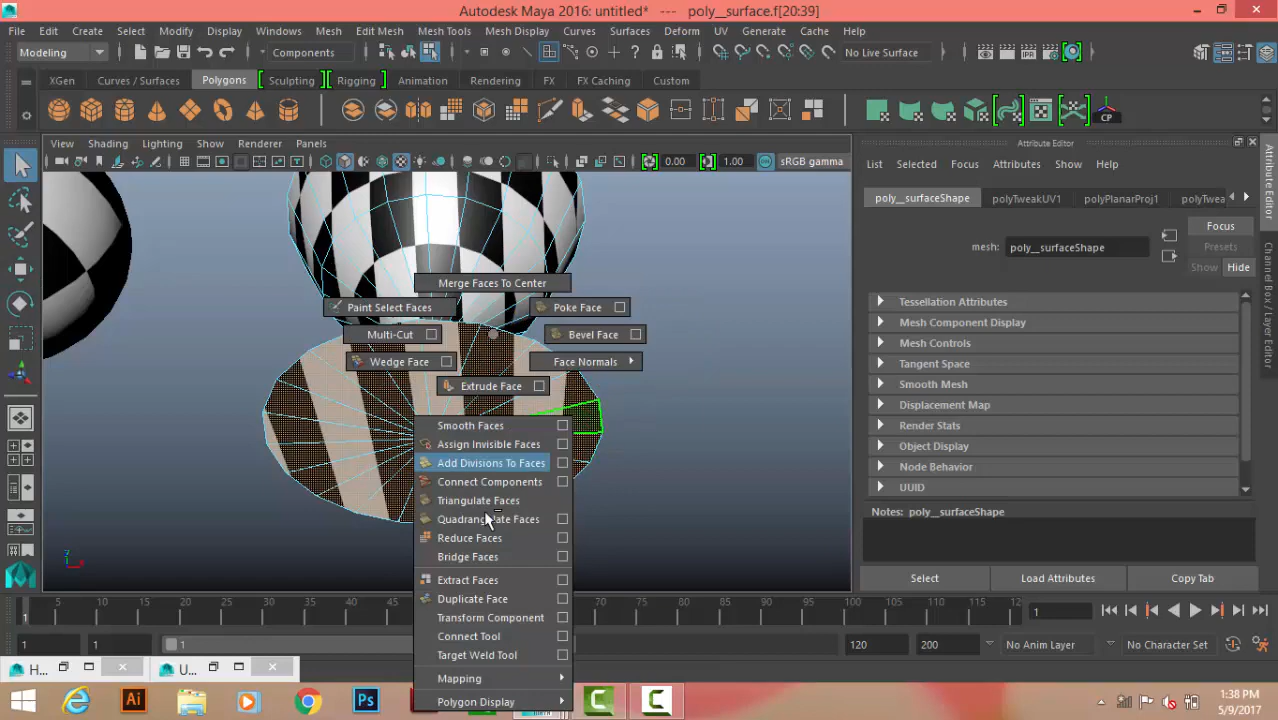 Autodesk Maya 2016: untitled* --- poly__surface.f[20:39]
File Edit Create Select Modify Display Windows Mesh Edit Mesh Mesh Tools Mesh Display Curves Surfaces Deform UV Generate Cache Help
Modeling Components No Live Surface
XGen Curves / Surfaces Polygons Sculpting Rigging Animation Rendering FX FX Caching Custom
CP
View Shading Lighting Show Renderer Panels
0.00 1.00 sRGB gamma
Attribute Editor
List Selected Focus Attributes Show Help
poly__surfaceShape polyTweakUV1 polyPlanarProj1 polyTwea
mesh: poly__surfaceShape
Focus
Presets
Show Hide
Tessellation Attributes
Mesh Component Display
Mesh Controls
Tangent Space
Smooth Mesh
Displacement Map
Render Stats
Object Display
Node Behavior
UUID
Notes: poly__surfaceShape
Select Load Attributes Copy Tab
Attribute Editor
Channel Box / Layer Editor
Merge Faces To Center
Paint Select Faces Poke Face
Multi-Cut Bevel Face
Wedge Face Face Normals
Extrude Face
Smooth Faces
Assign Invisible Faces
Add Divisions To Faces
Connect Components
Triangulate Faces
Quadrangulate Faces
Reduce Faces
Bridge Faces
Extract Faces
Duplicate Face
Transform Component
Connect Tool
Target Weld Tool
Mapping
Polygon Display
5 10 15 20 25 30 35 40 45 70 75 80 85 90 95 100 105 110 115 12
1
1 1 1 120 200 No Anim Layer No Character Set
H... U...
Ai Ps
1:38 PM
5/9/2017